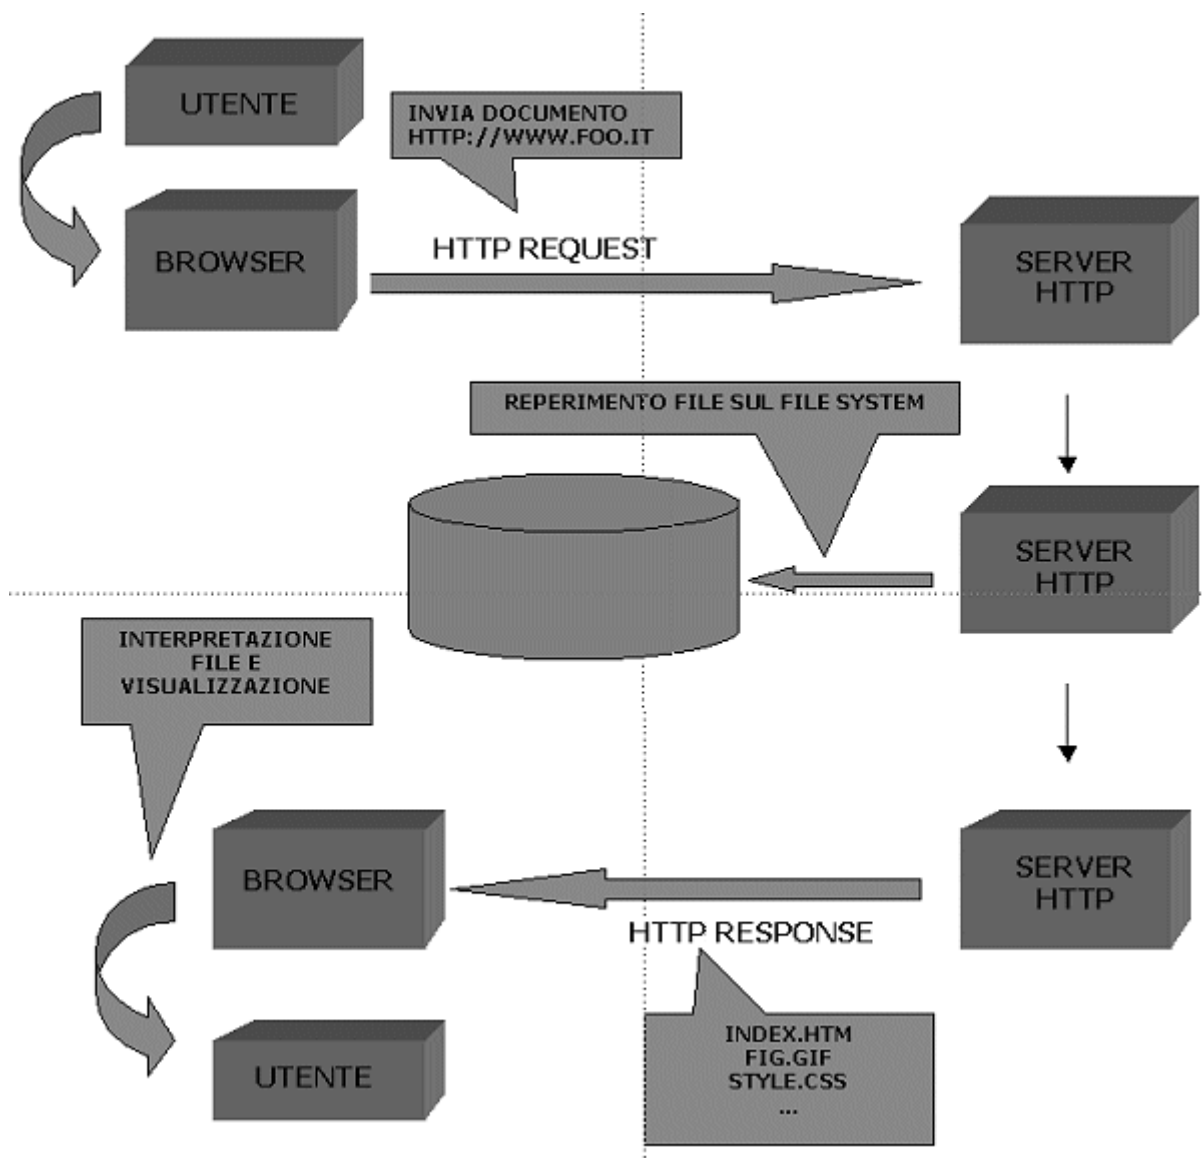 UTENTE
INVIA DOCUMENTO
HTTP://WWW.FOO.IT
BROWSER
HTTP REQUEST
SERVER
HTTP
REPERIMENTO FILE SUL FILE SYSTEM
SERVER
HTTP
INTERPRETAZIONE
FILE E
VISUALIZZAZIONE
BROWSER
SERVER
HTTP
HTTP RESPONSE
INDEX.HTM
FIG.GIF
STYLE.CSS
...
UTENTE